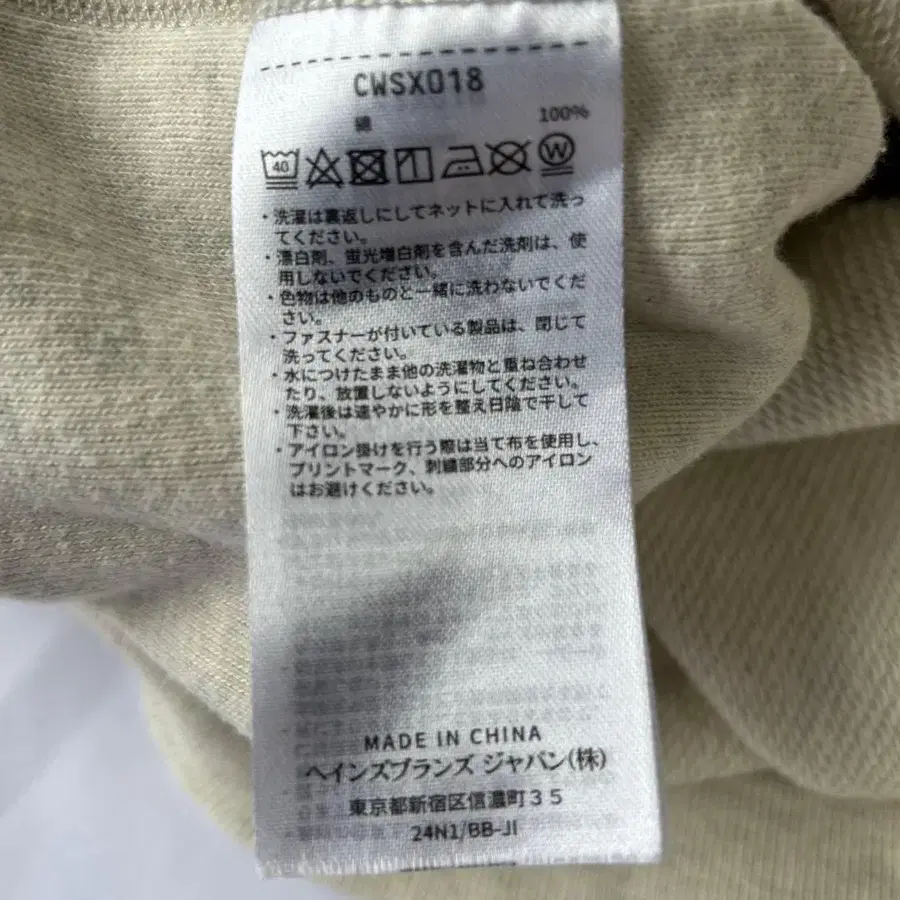 CWSX018
綿 100%
40 W
・洗濯は裏返しにしてネットに入れて洗っ
てください。
・漂白剤、蛍光増白剤を含んだ洗剤は、使
用しないでください。
・色物は他のものと一緒に洗わないでくだ
さい。
・ファスナーが付いている製品は、閉じて
洗ってください。
・水につけたまま他の洗濯物と重ね合わせ
たり、放置しないようにしてください。
・洗濯後は速やかに形を整え日陰で干して
下さい。
・アイロン掛けを行う際は当て布を使用し、
プリントマーク、刺繍部分へのアイロン
はお避けください。
MADE IN CHINA
ヘインズブランズ ジャパン(株)
東京都新宿区信濃町35
24N1/BB-JI